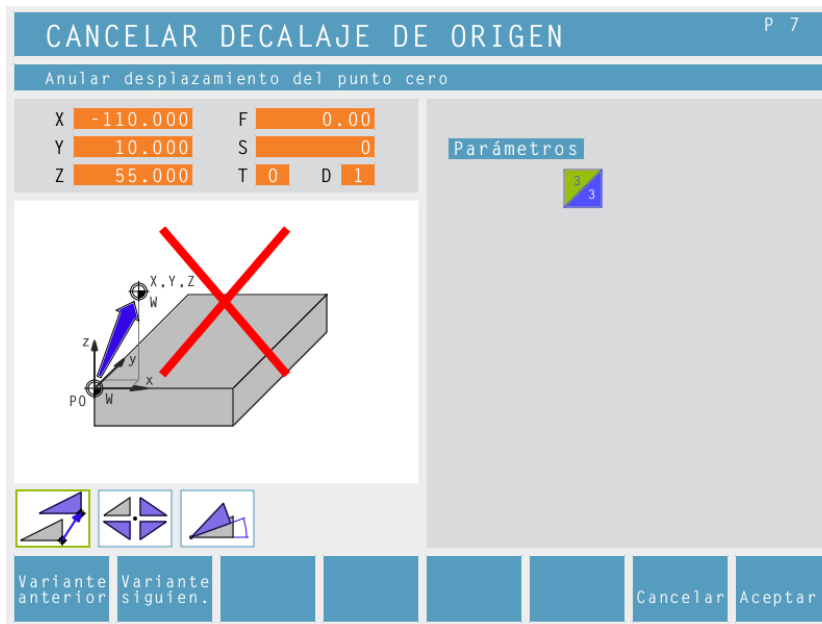 CANCELAR DECALAJE DE ORIGEN
P 7
Anular desplazamiento del punto cero
X -110.000 F 0.00
Y 10.000 S 0
Z 55.000 T 0 D 1
Parámetros
3
3
X,Y,Z
W
z
y
x
P0 W
Variante anterior
Variante siguien.
Cancelar
Aceptar